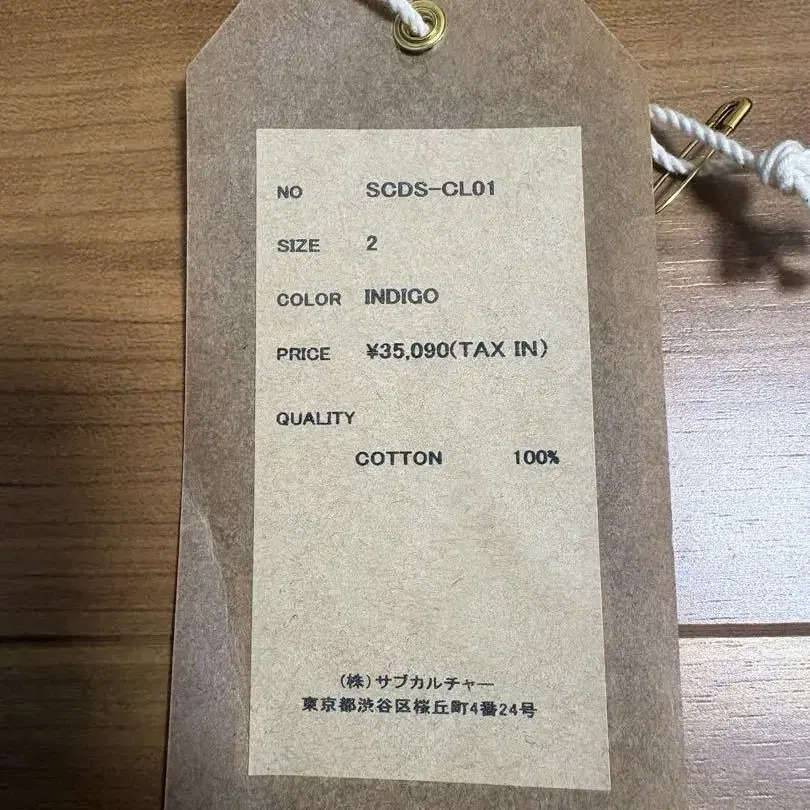 NO SCDS-CL01
SIZE 2
COLOR INDIGO
PRICE ¥35,090(TAX IN)
QUALITY
COTTON 100%
(株)サブカルチャー
東京都渋谷区桜丘町4番24号